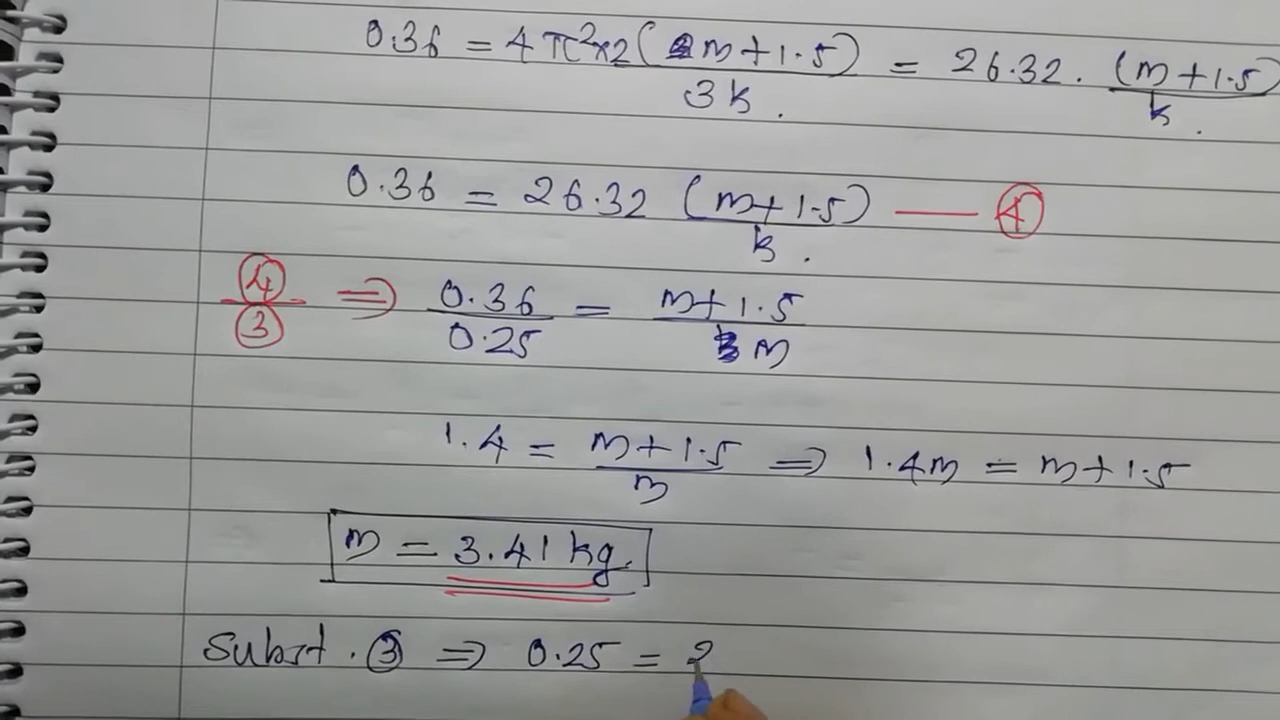 0.36 = 4π²×2(m+1.5)/3k = 26.32 . (m+1.5)/k .
0.36 = 26.32 (m+1.5)/k . — ④
④/③ ⇒ 0.36/0.25 = m+1.5/m
1.4 = m+1.5/m ⇒ 1.4m = m+1.5
m = 3.41 kg.
Subst. ③ ⇒ 0.25 = 2